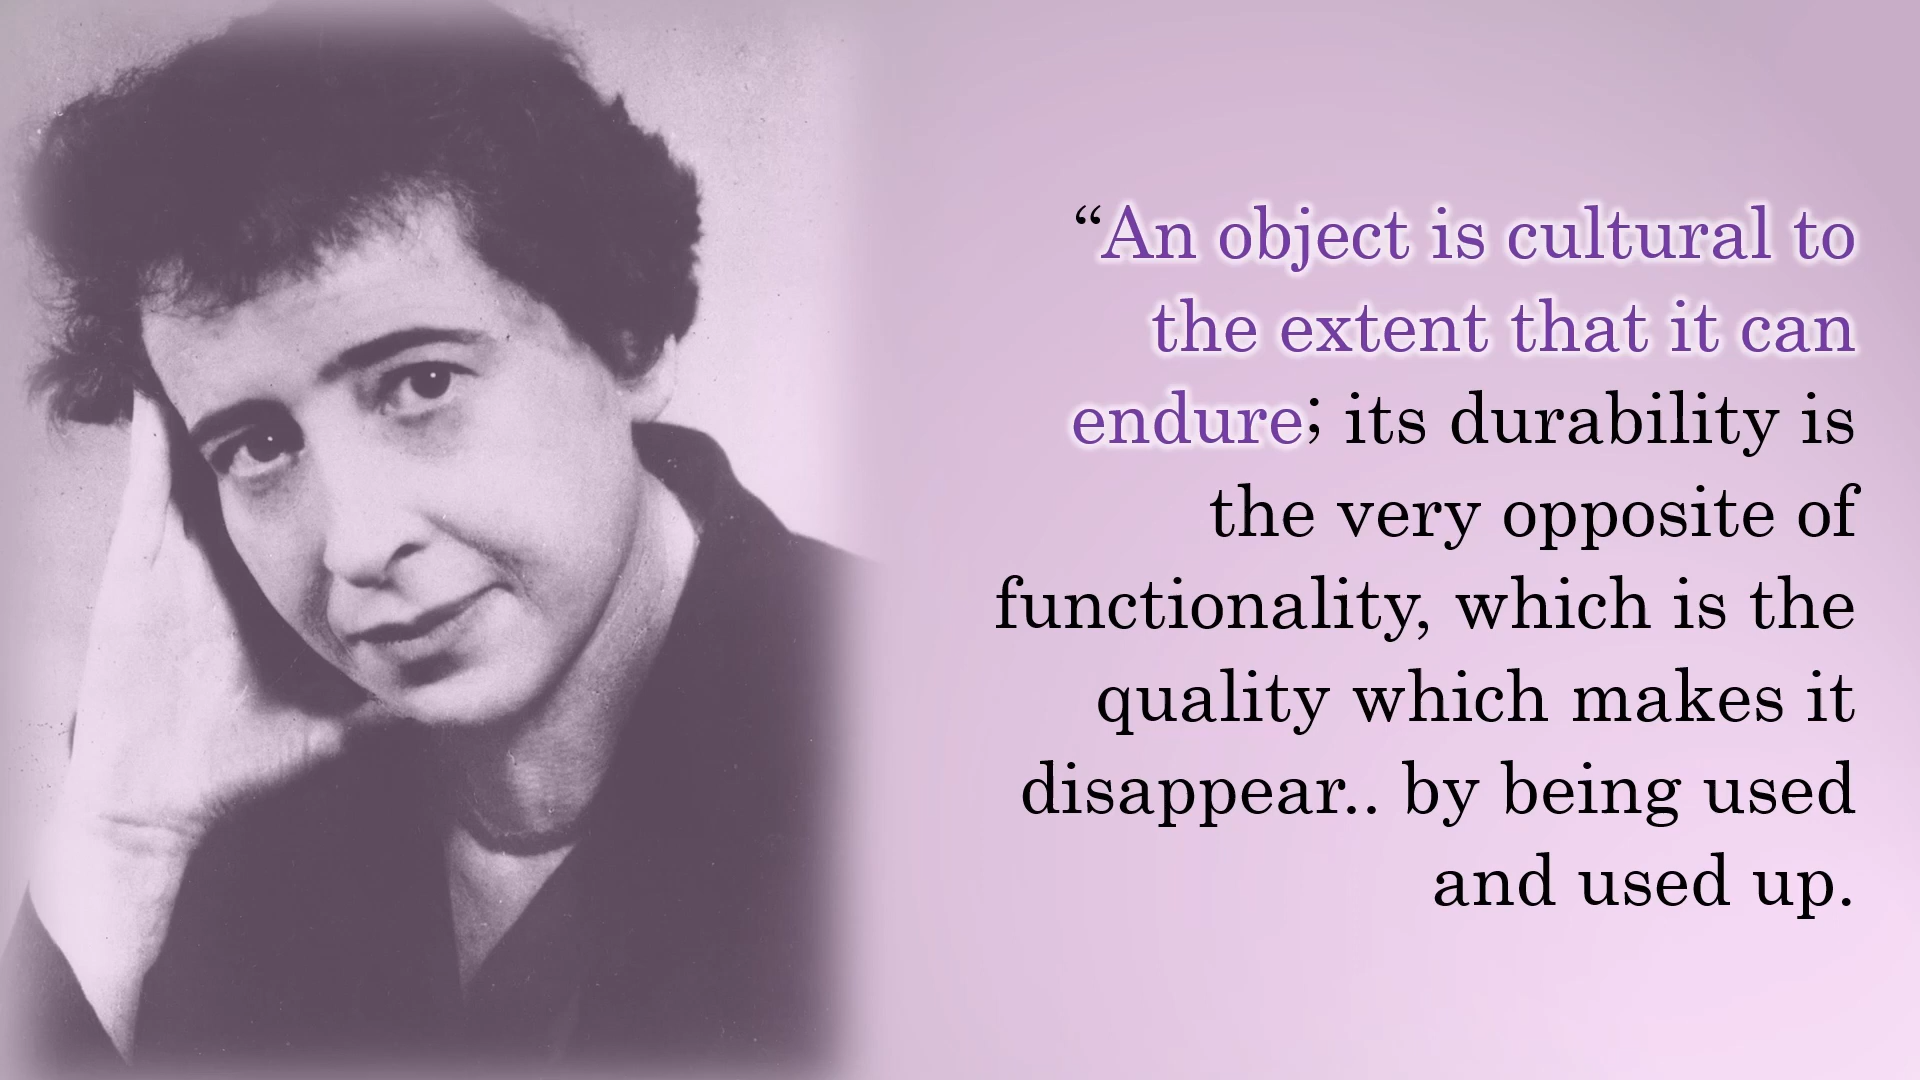 “An object is cultural to
the extent that it can
endure; its durability is
the very opposite of
functionality, which is the
quality which makes it
disappear.. by being used
and used up.